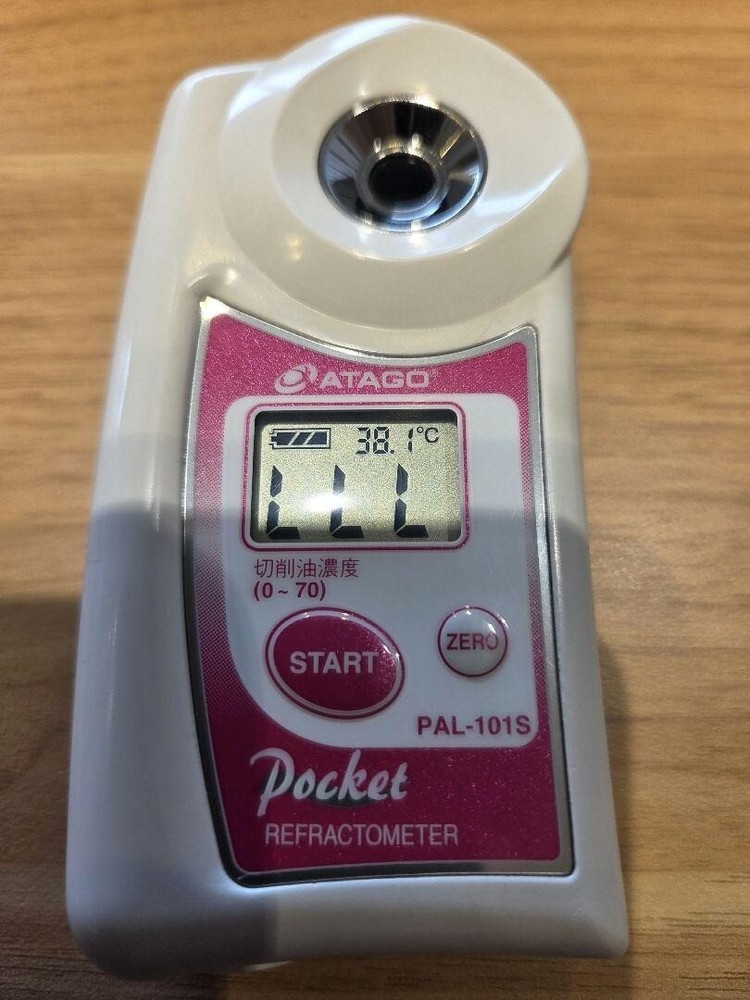 ATAGO®
38.1°C
LLL
切削油濃度
(0~70)
START
ZERO
PAL-101S
Pocket
REFRACTOMETER